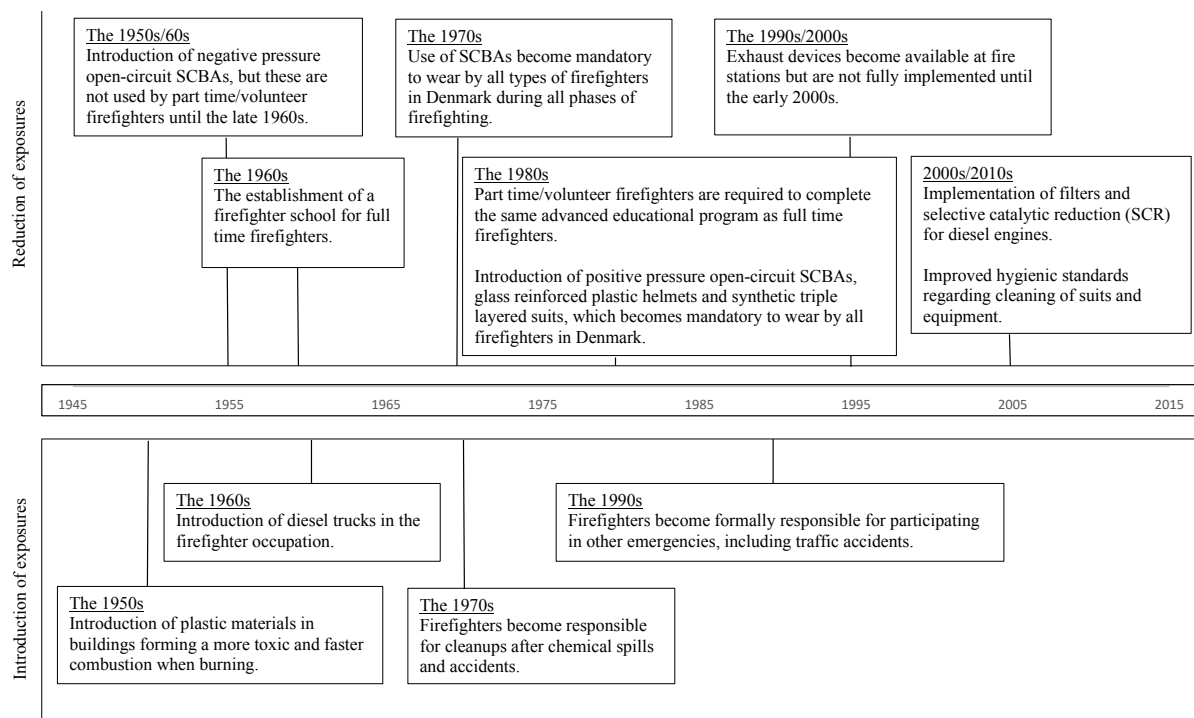 Reduction of exposures
The 1950s/60s
Introduction of negative pressure
open-circuit SCBAs, but these are
not used by part time/volunteer
firefighters until the late 1960s.
The 1970s
Use of SCBAs become mandatory
to wear by all types of firefighters
in Denmark during all phases of
firefighting.
The 1990s/2000s
Exhaust devices become available at fire
stations but are not fully implemented until
the early 2000s.
The 1960s
The establishment of a
firefighter school for full
time firefighters.
The 1980s
Part time/volunteer firefighters are required to complete
the same advanced educational program as full time
firefighters.
Introduction of positive pressure open-circuit SCBAs,
glass reinforced plastic helmets and synthetic triple
layered suits, which becomes mandatory to wear by all
firefighters in Denmark.
2000s/2010s
Implementation of filters and
selective catalytic reduction (SCR)
for diesel engines.
Improved hygienic standards
regarding cleaning of suits and
equipment.
1945 1955 1965 1975 1985 1995 2005 2015
Introduction of exposures
The 1960s
Introduction of diesel trucks in the
firefighter occupation.
The 1990s
Firefighters become formally responsible for participating
in other emergencies, including traffic accidents.
The 1950s
Introduction of plastic materials in
buildings forming a more toxic and faster
combustion when burning.
The 1970s
Firefighters become responsible
for cleanups after chemical spills
and accidents.